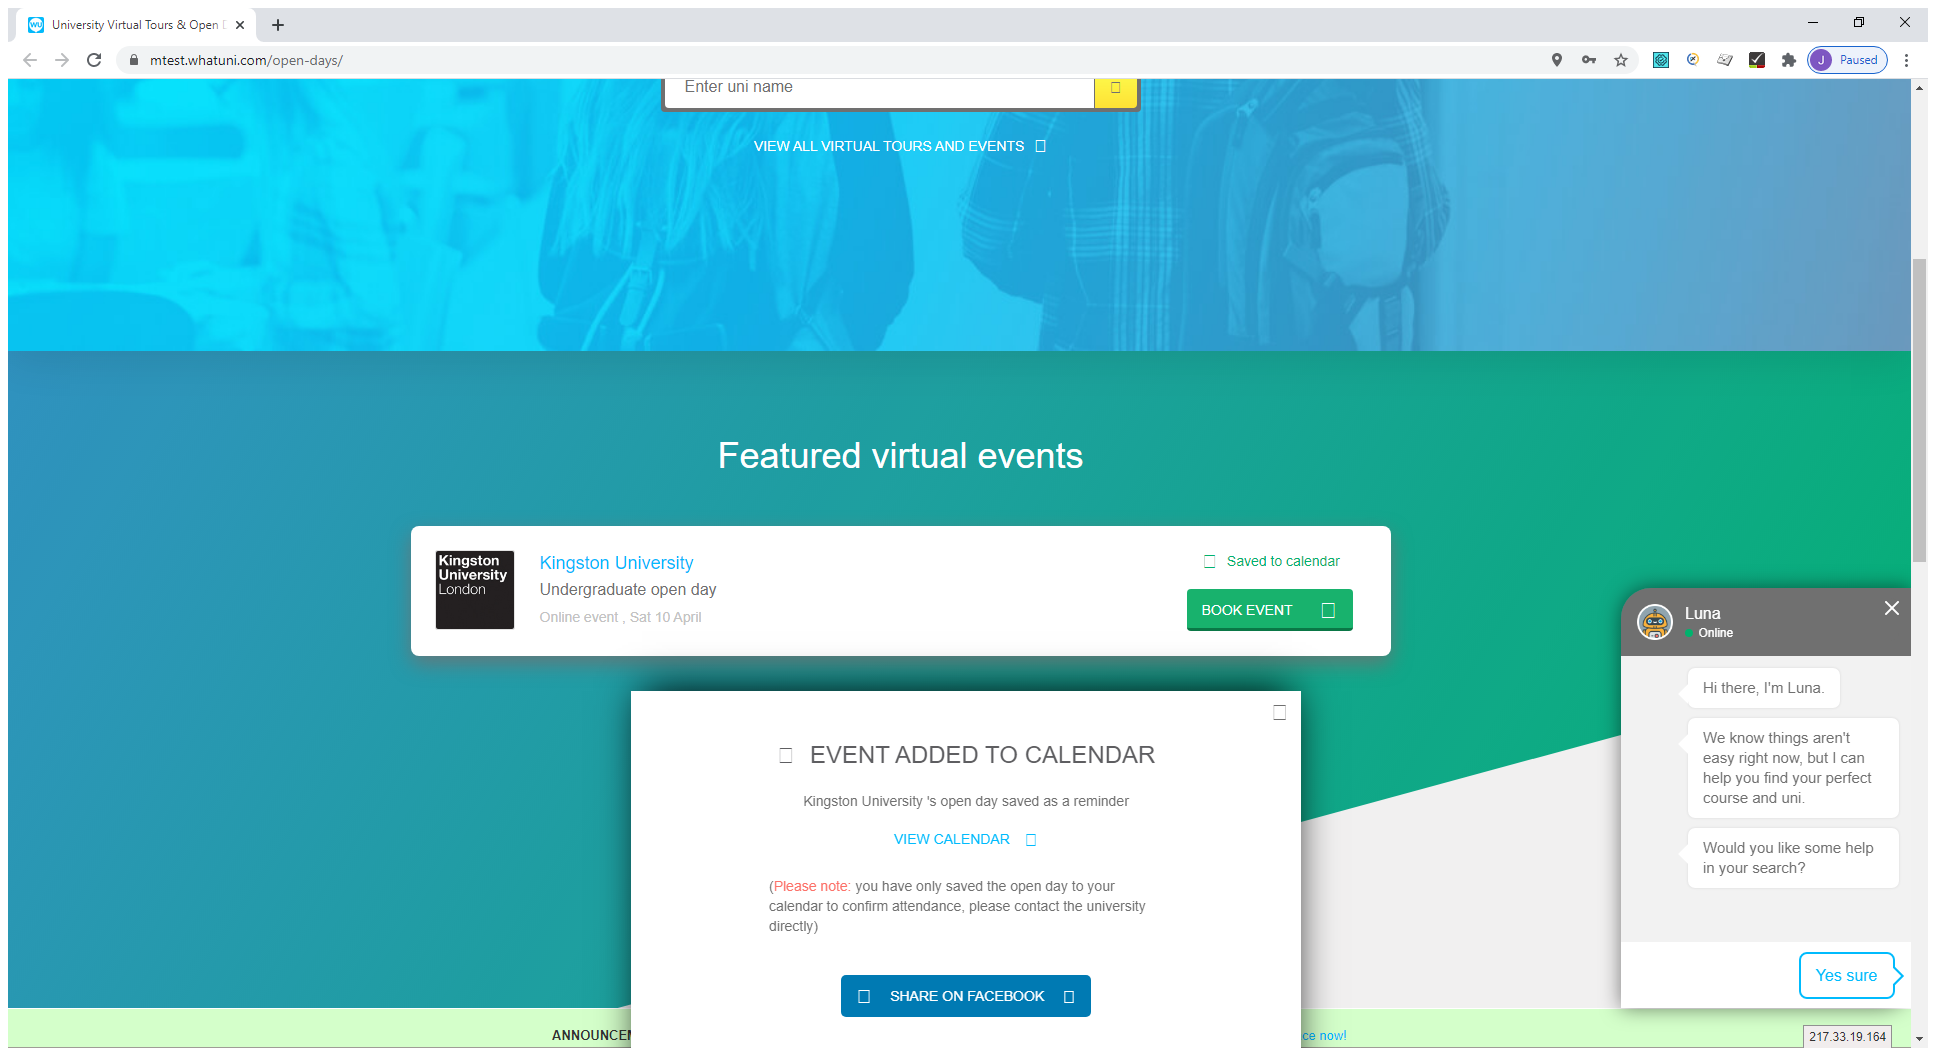 University Virtual Tours & Open
mtest.whatuni.com/open-days/
J Paused
Enter uni name
VIEW ALL VIRTUAL TOURS AND EVENTS
Featured virtual events
Kingston
University
London
Kingston University
Undergraduate open day
Online event , Sat 10 April
Saved to calendar
BOOK EVENT
EVENT ADDED TO CALENDAR
Kingston University 's open day saved as a reminder
VIEW CALENDAR
(Please note: you have only saved the open day to your
calendar to confirm attendance, please contact the university
directly)
SHARE ON FACEBOOK
Luna
Online
Hi there, I'm Luna.
We know things aren't
easy right now, but I can
help you find your perfect
course and uni.
Would you like some help
in your search?
Yes sure
now!
217.33.19.164